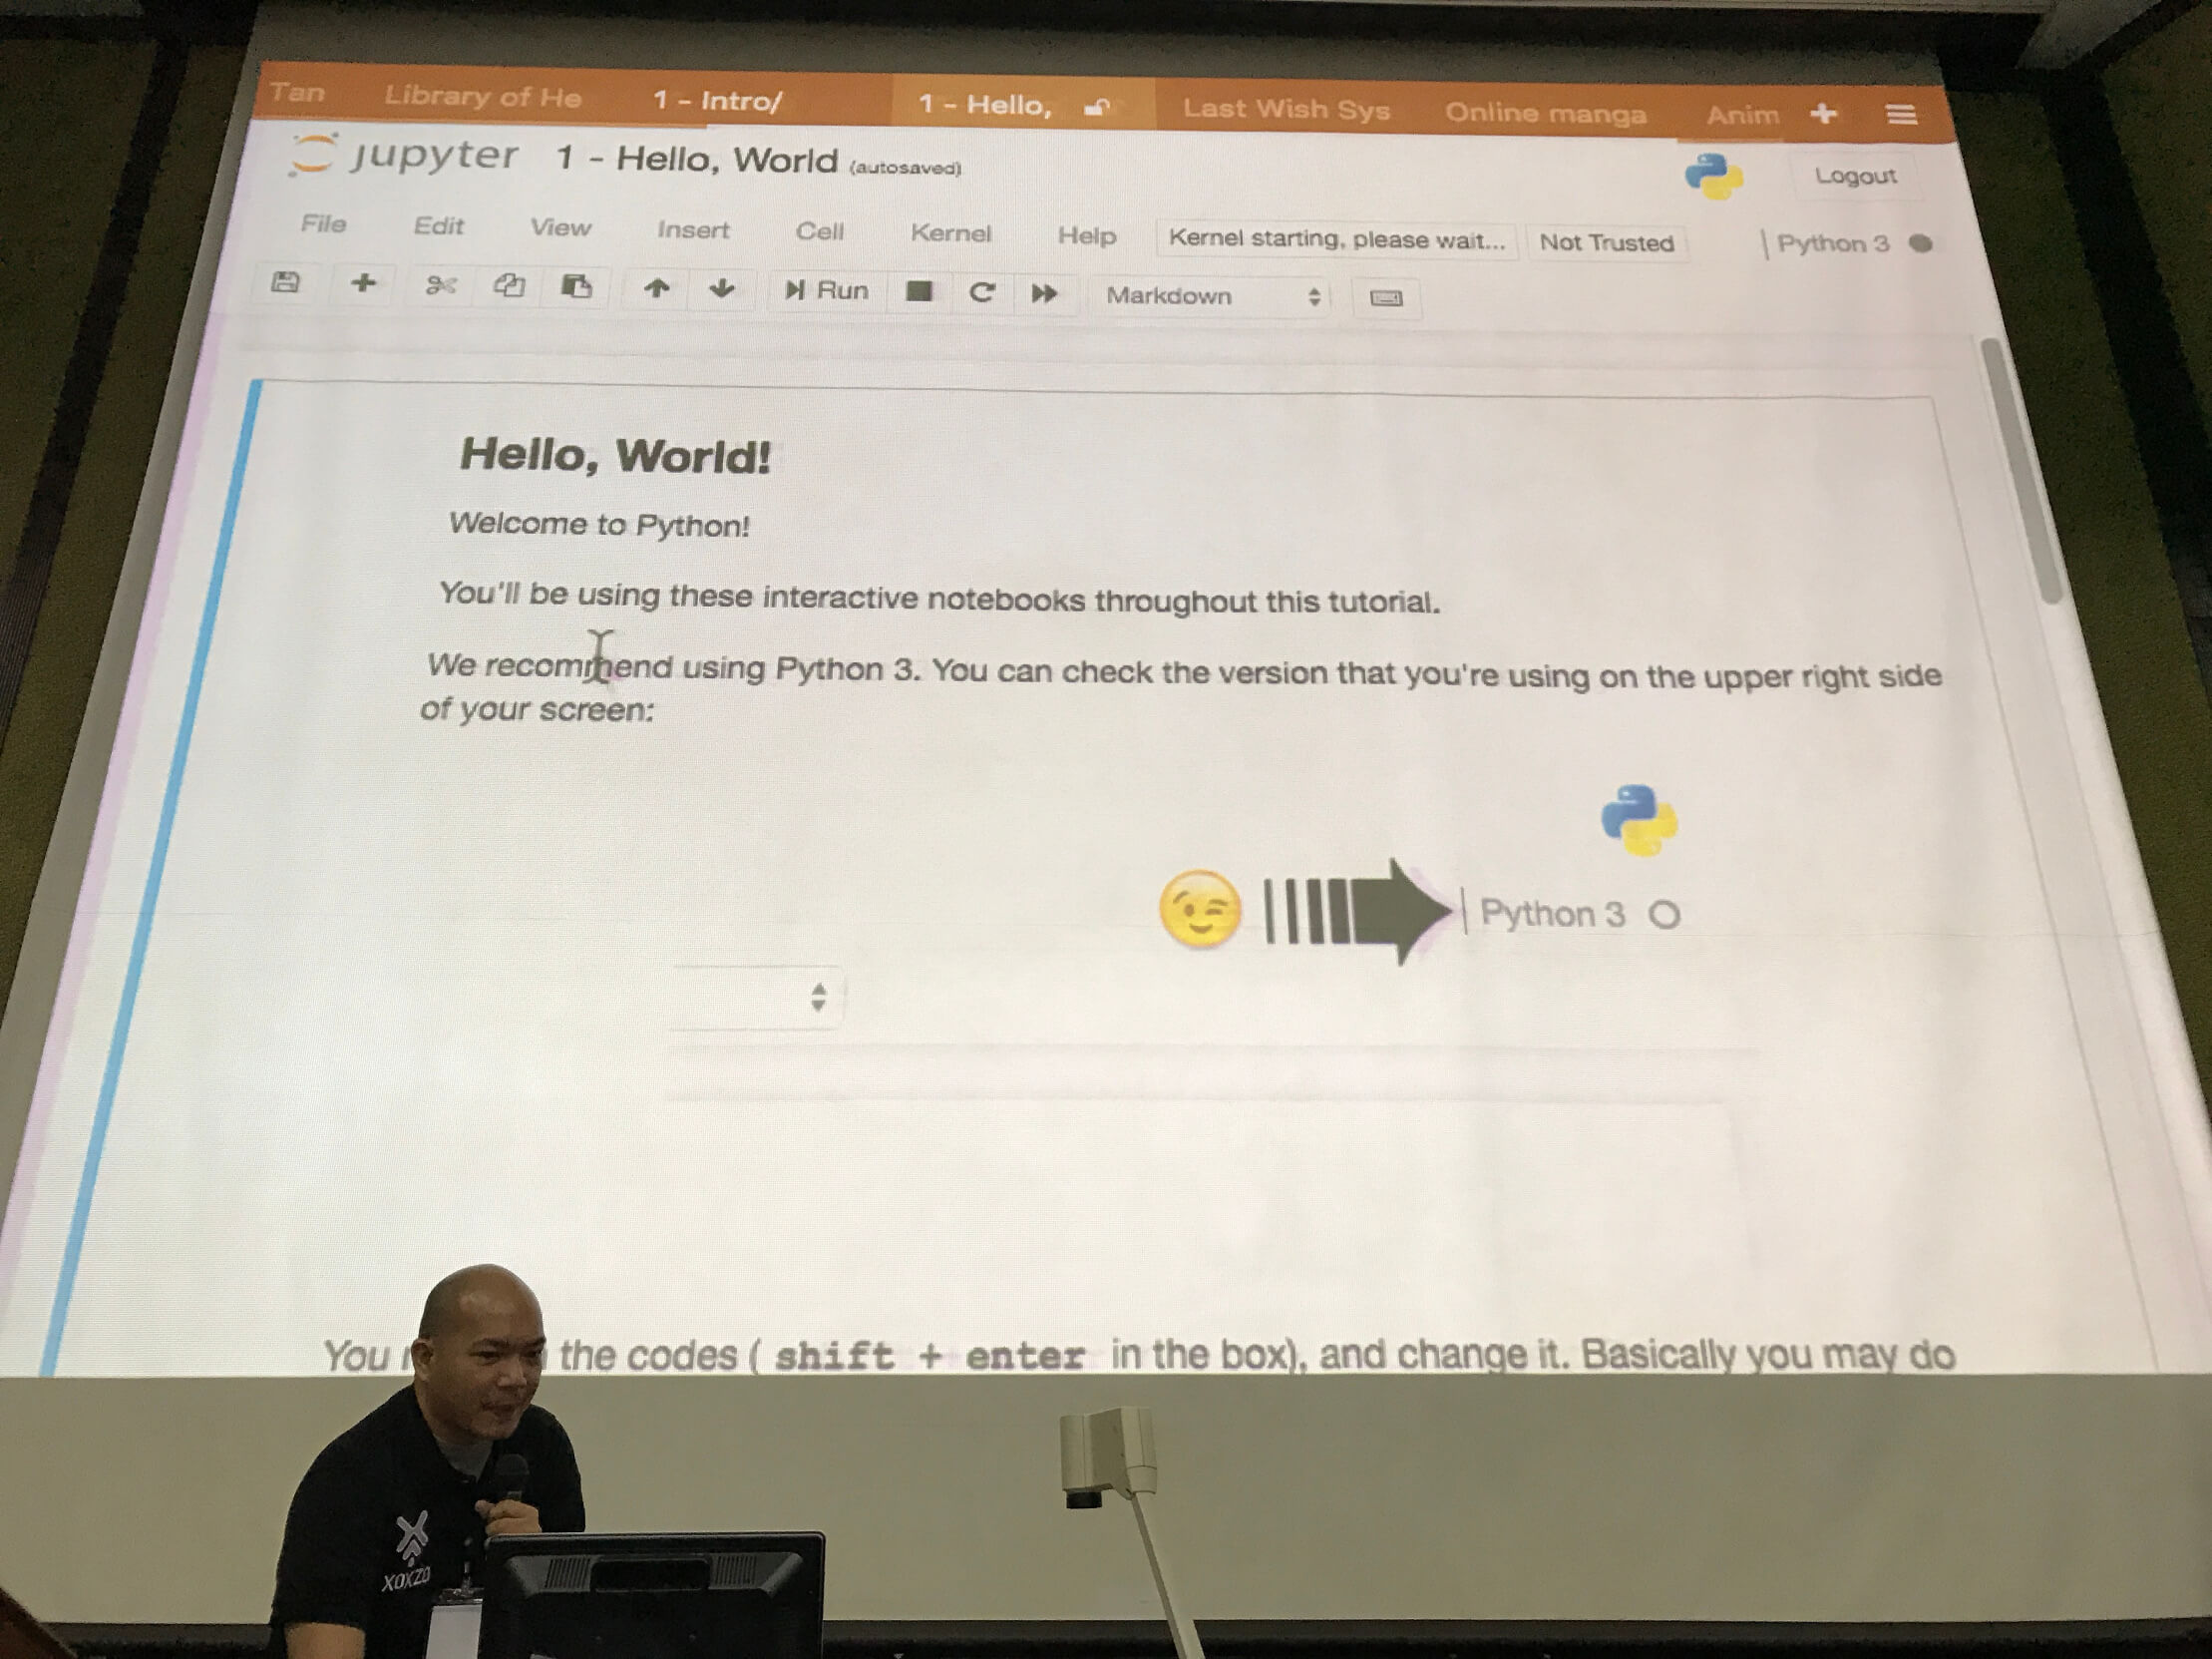 Tan Library of He 1 - Intro/ 1 - Hello, Last Wish Sys Online manga Anim
jupyter 1 - Hello, World (autosaved) Logout
File Edit View Insert Cell Kernel Help Kernel starting, please wait... Not Trusted Python 3
Run Markdown
Hello, World!
Welcome to Python!
You'll be using these interactive notebooks throughout this tutorial.
We recommend using Python 3. You can check the version that you're using on the upper right side
of your screen:
Python 3
You the codes ( shift + enter in the box), and change it. Basically you may do
XOXZO